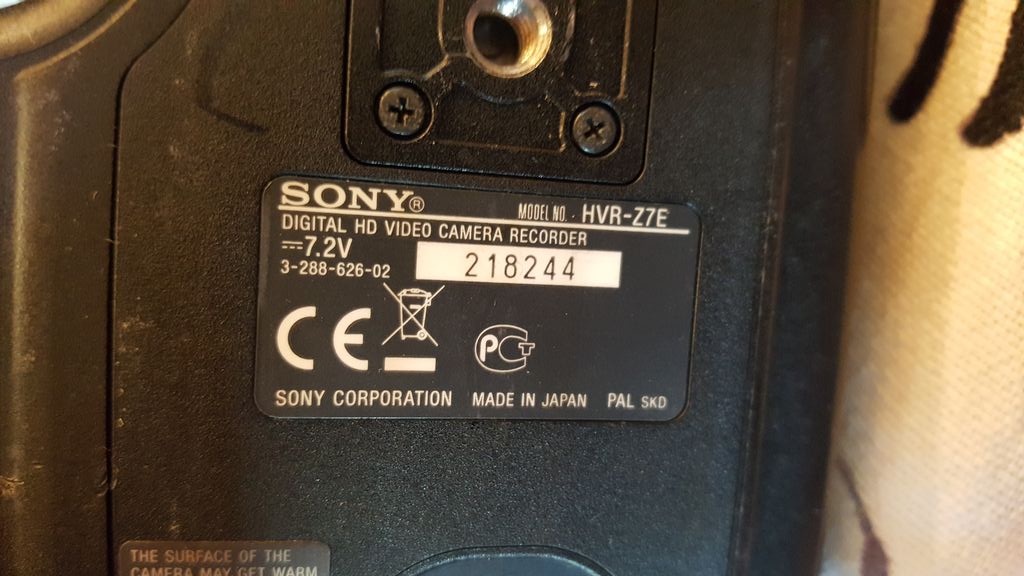 SONY®
MODEL NO. HVR-Z7E
DIGITAL HD VIDEO CAMERA RECORDER
⎓7.2V
3-288-626-02
218244
CE
PCT
SONY CORPORATION MADE IN JAPAN PAL SKD
THE SURFACE OF THE
CAMERA MAY GET WARM